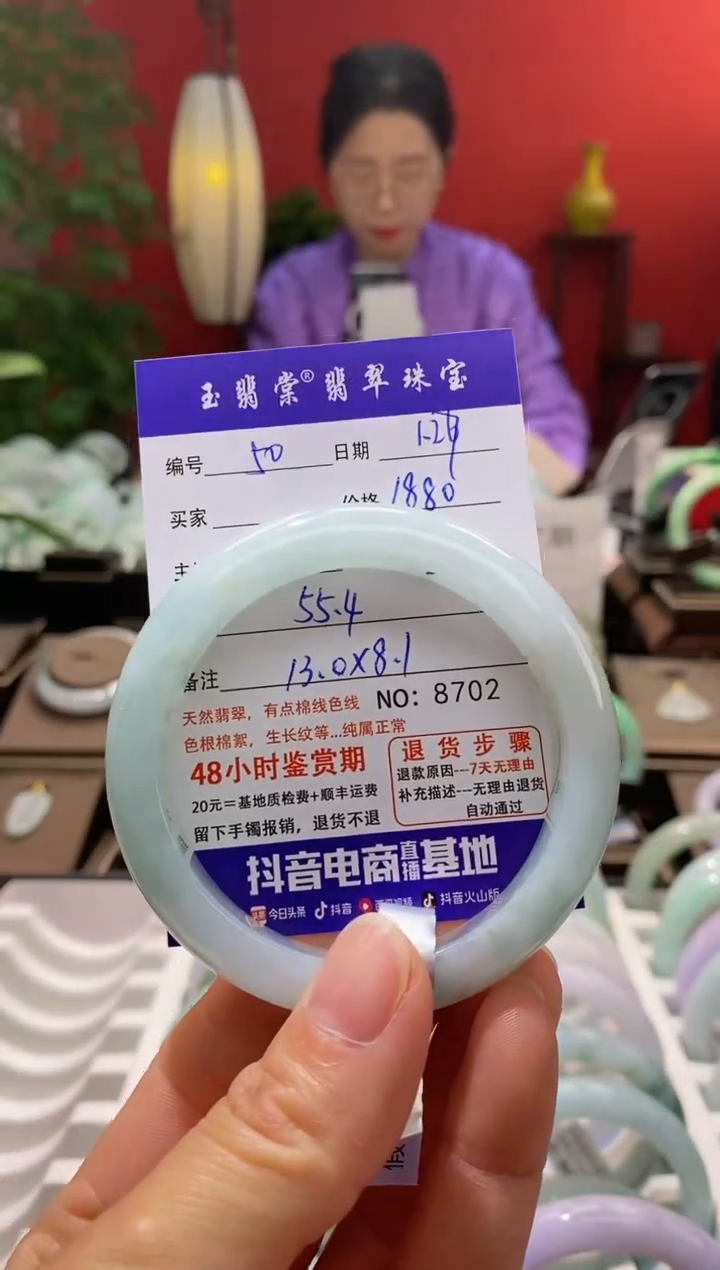 玉翡棠®翡翠珠宝
编号 50 日期 1.29
买家 价格 1880
主
55.4
备注 13.0×8.1
天然翡翠，有点棉线色线 NO：8702
色根棉絮，生长纹等...纯属正常
48小时鉴赏期
20元=基地质检费+顺丰运费
留下手镯报销，退货不退
退货步骤
退款原因---7天无理由
补充描述---无理由退货
自动通过
抖音电商直播基地
头条 今日头条 抖音 西瓜视频 抖音火山版